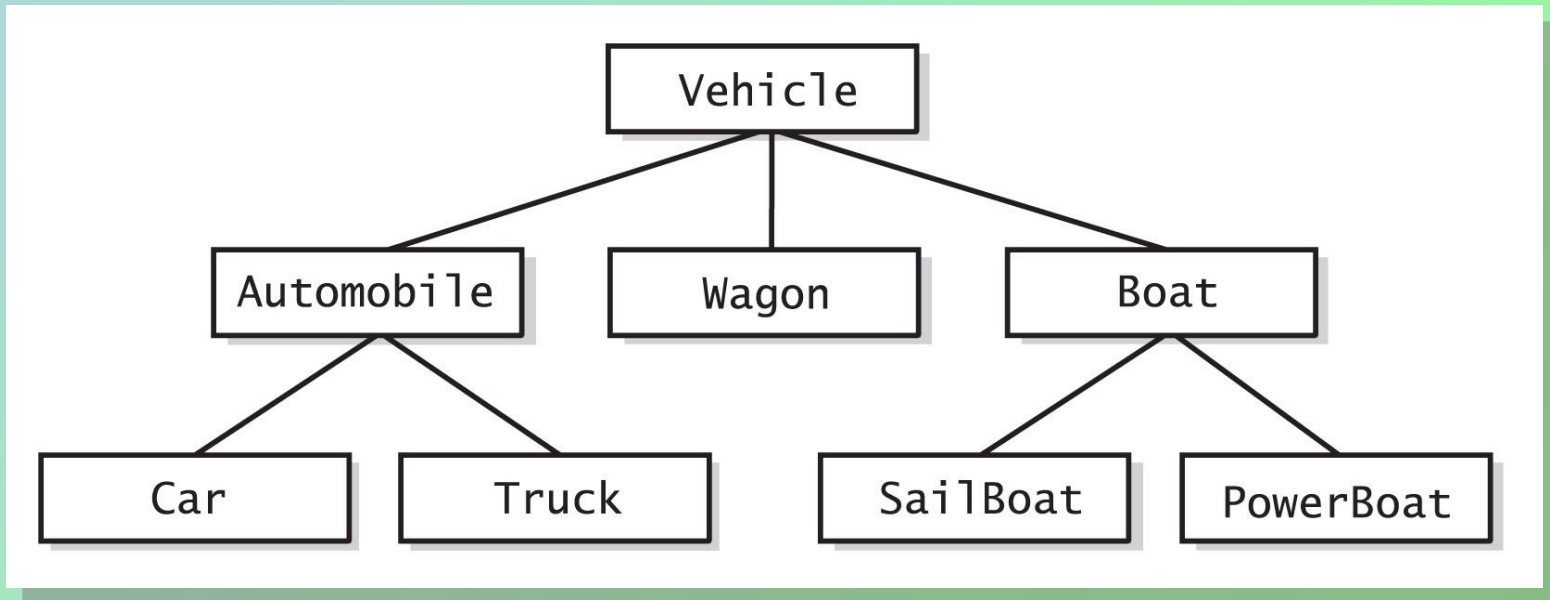 Vehicle
Automobile
Wagon
Boat
Car
Truck
SailBoat
PowerBoat